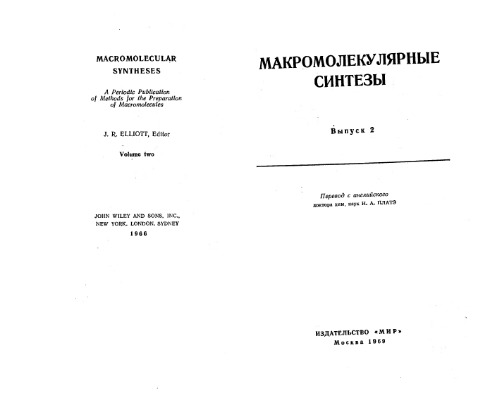 MACROMOLECULAR
SYNTHESES
A Periodic Publication
of Methods for the Preparation
of Macromolecules
J. R. ELLIOTT, Editor
Volume two
JOHN WILEY AND SONS, INC.,
NEW YORK, LONDON, SYDNEY
1966
МАКРОМОЛЕКУЛЯРНЫЕ
СИНТЕЗЫ
Выпуск 2
Перевод с английского
доктора хим. наук Н. А. ПЛАТЭ
ИЗДАТЕЛЬСТВО «МИР»
Москва 1969